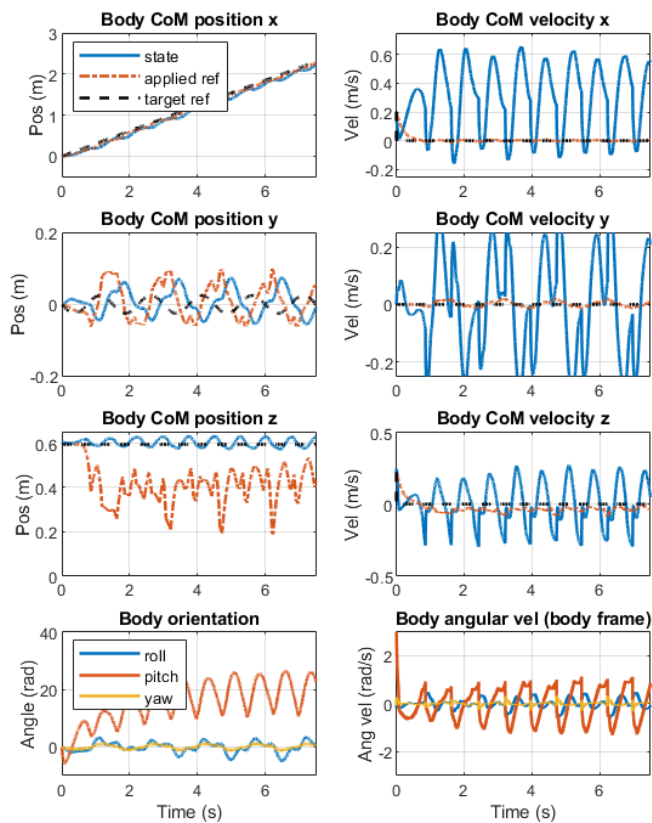 Body CoM position x
Pos (m)
3
2
1
0
0
2
4
6
state
applied ref
target ref
Body CoM velocity x
Vel (m/s)
0.6
0.4
0.2
0
-0.2
0
2
4
6
Body CoM position y
Pos (m)
0.2
0
-0.2
0
2
4
6
Body CoM velocity y
Vel (m/s)
0.2
0
-0.2
0
2
4
6
Body CoM position z
Pos (m)
0.6
0.4
0.2
0
0
2
4
6
Body CoM velocity z
Vel (m/s)
0.5
0
-0.5
0
2
4
6
Body orientation
Angle (rad)
40
20
0
0
2
4
6
roll
pitch
yaw
Time (s)
Body angular vel (body frame)
Ang vel (rad/s)
2
0
-2
0
2
4
6
Time (s)